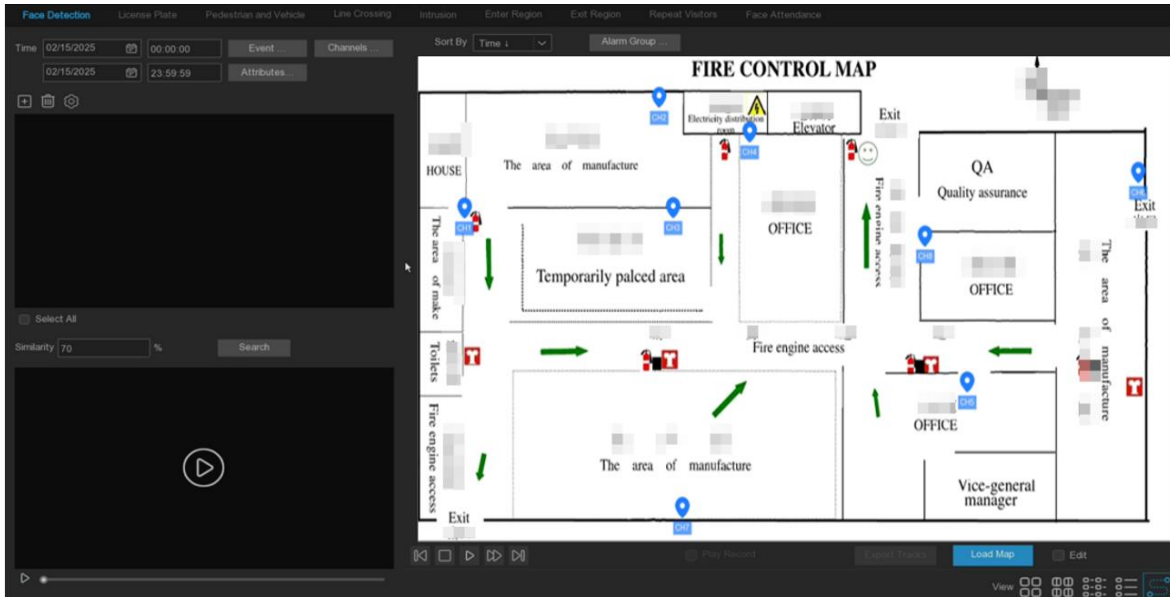 Face Detection
License Plate
Pedestrian and Vehicle
Line Crossing
Intrusion
Enter Region
Exit Region
Repeat Visitors
Face Attendance
Time 02/15/2025 00:00:00 Event ... Channels ...
02/15/2025 23:59:59 Attributes...
Select All
Similarity 70 % Search
Sort By Time ↓ Alarm Group ...
FIRE CONTROL MAP
HOUSE
The area of manufacture
CH2
Electricity distribution
room
CH4
Elevator
Exit
QA
Quality assurance
CH6
Exit
CH1
The area of make
CH3
Temporarily palced area
OFFICE
Fire engine access
CH8
OFFICE
The area of manufacture
Toilets
Fire engine access
CH5
OFFICE
Fire engine access
The area of manufacture
Vice-general
manager
Exit
CH7
Play Record
Export Tracks
Load Map
Edit
View